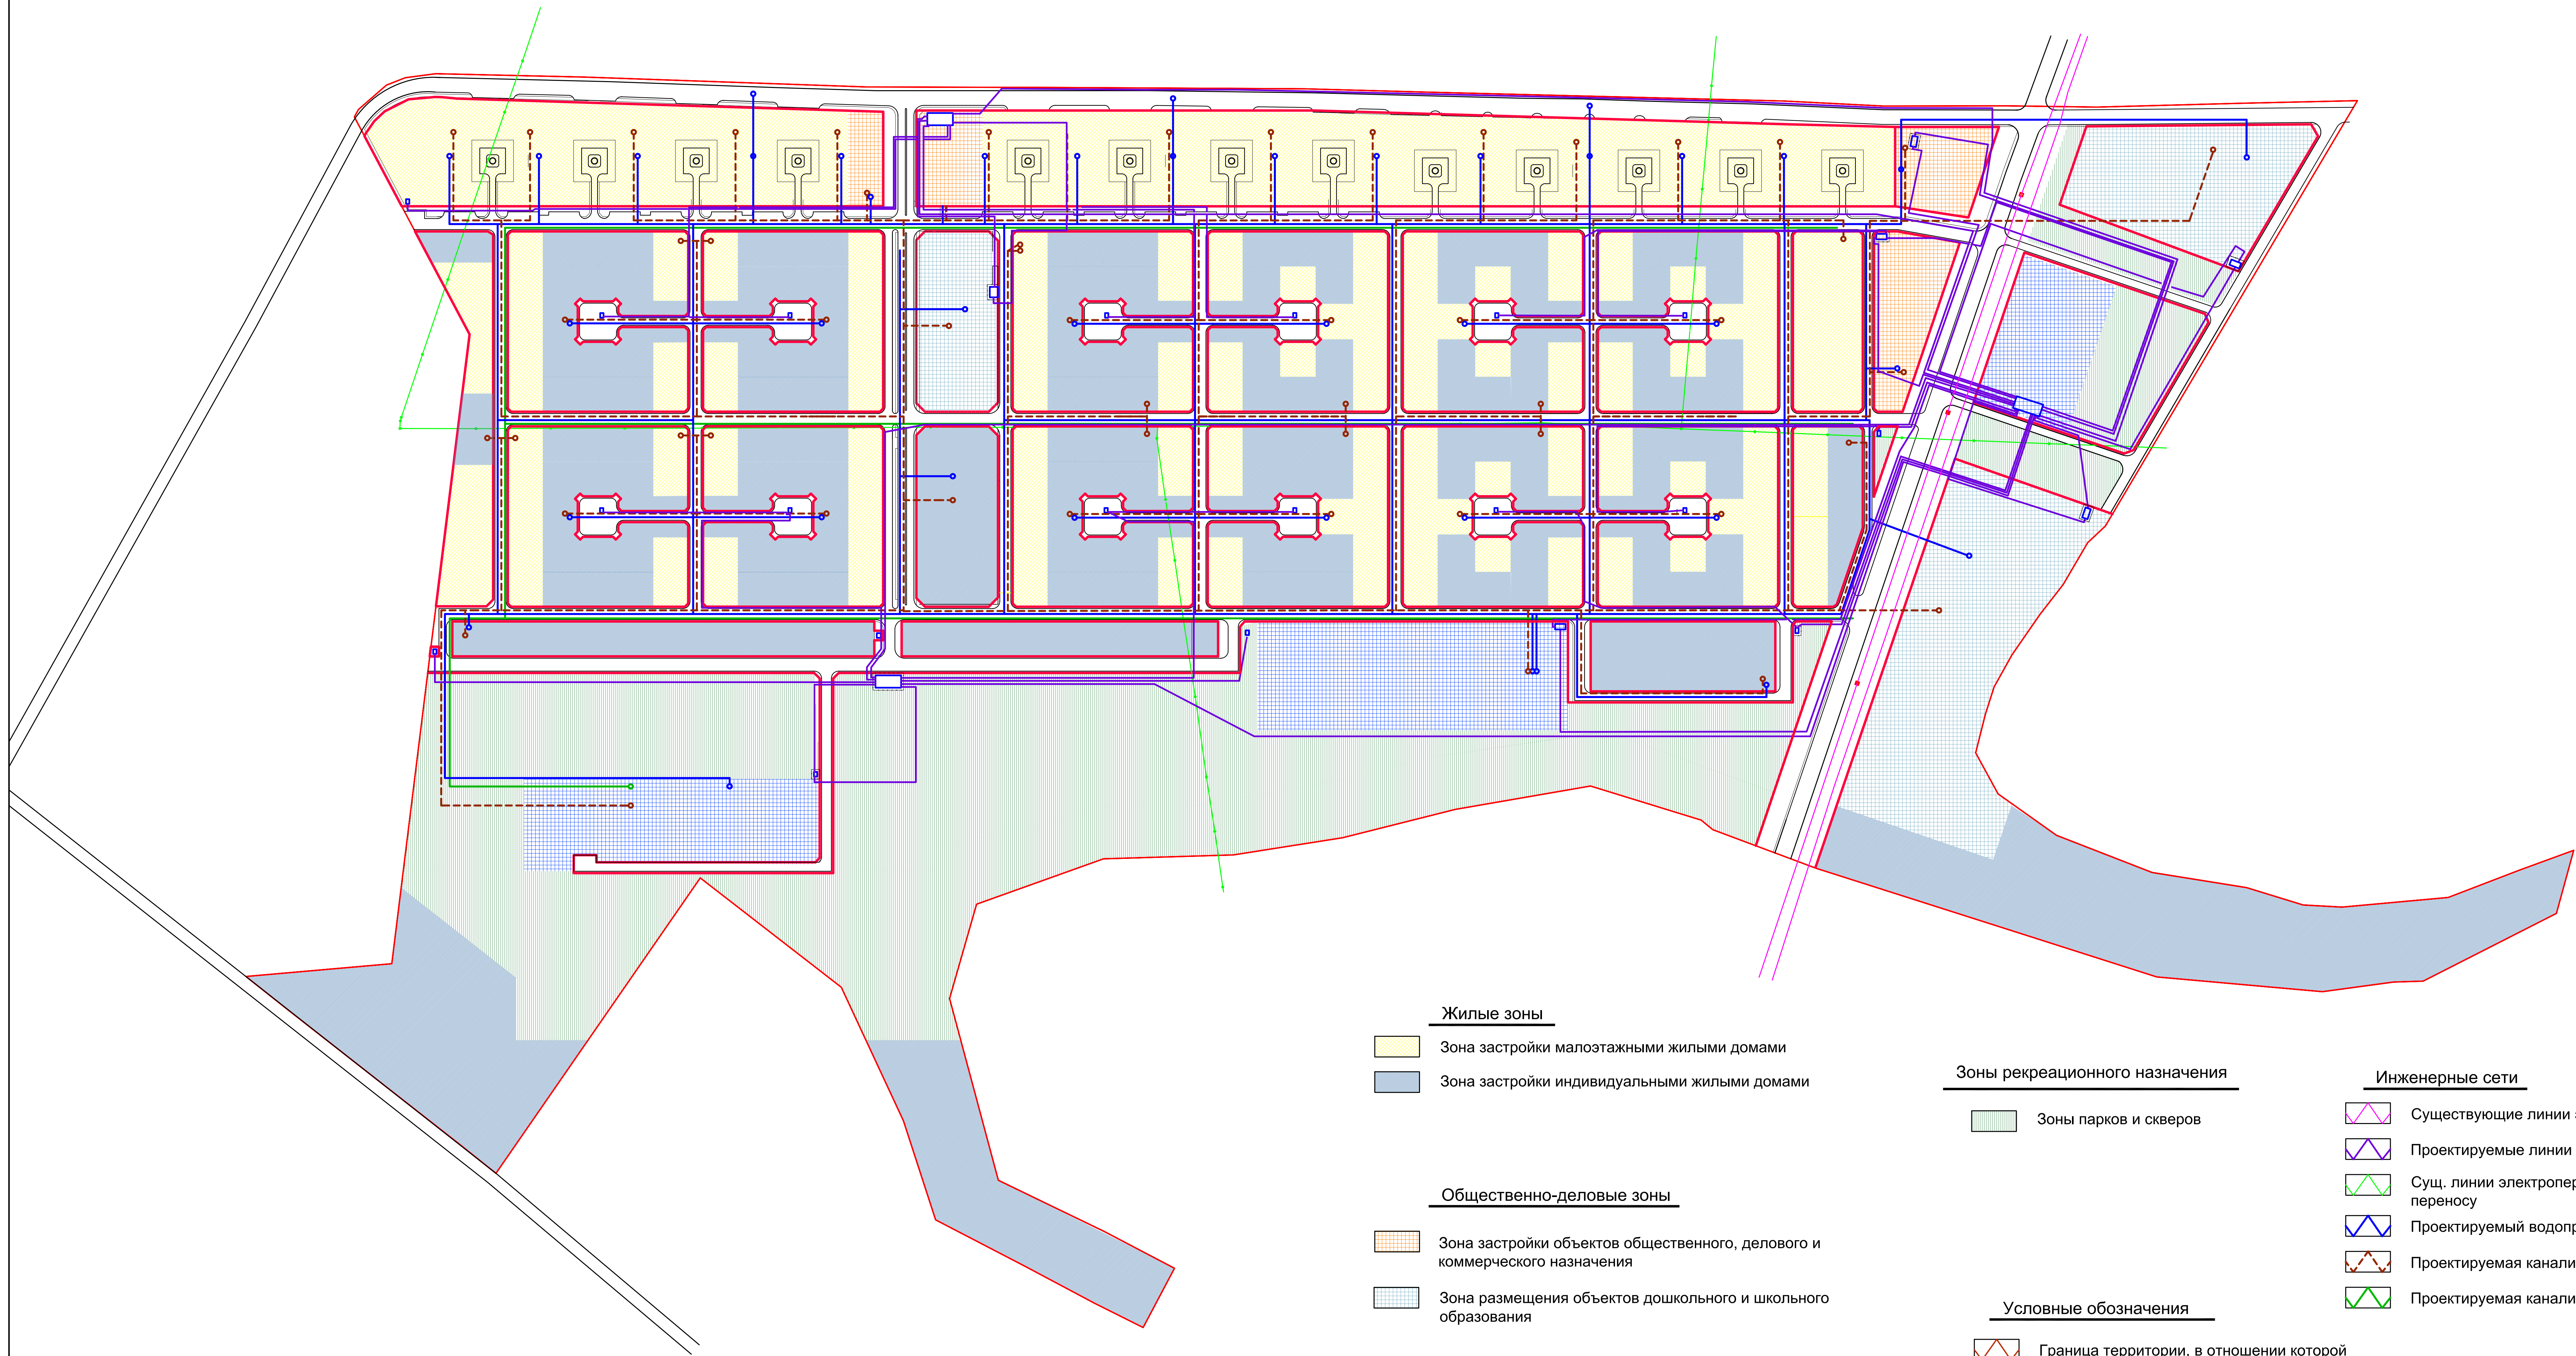 Жилые зоны
Зона застройки малоэтажными жилыми домами
Зона застройки индивидуальными жилыми домами
Общественно-деловые зоны
Зона застройки объектов общественного, делового и
коммерческого назначения
Зона размещения объектов дошкольного и школьного
образования
Зоны рекреационного назначения
Зоны парков и скверов
Условные обозначения
Граница территории, в отношении которой
Инженерные сети
Существующие линии
Проектируемые линии
Сущ. линии электропер
переносу
Проектируемый водопр
Проектируемая канали
Проектируемая канали